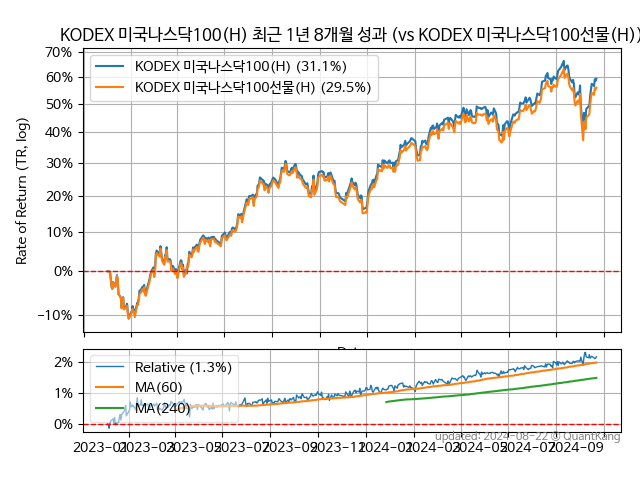 KODEX 미국나스닥100(H) 최근 1년 8개월 성과 (vs KODEX 미국나스닥100선물(H))
Rate of Return (TR, log)
70%
60%
50%
40%
30%
20%
10%
0%
−10%
KODEX 미국나스닥100(H) (31.1%)
KODEX 미국나스닥100선물(H) (29.5%)
2%
1%
0%
Relative (1.3%)
MA(60)
MA(240)
2023-01 2023-03 2023-05 2023-07 2023-09 2023-11 2024-01 2024-03 2024-05 2024-07 2024-09
updated: 2024-08-22 © QuantKang